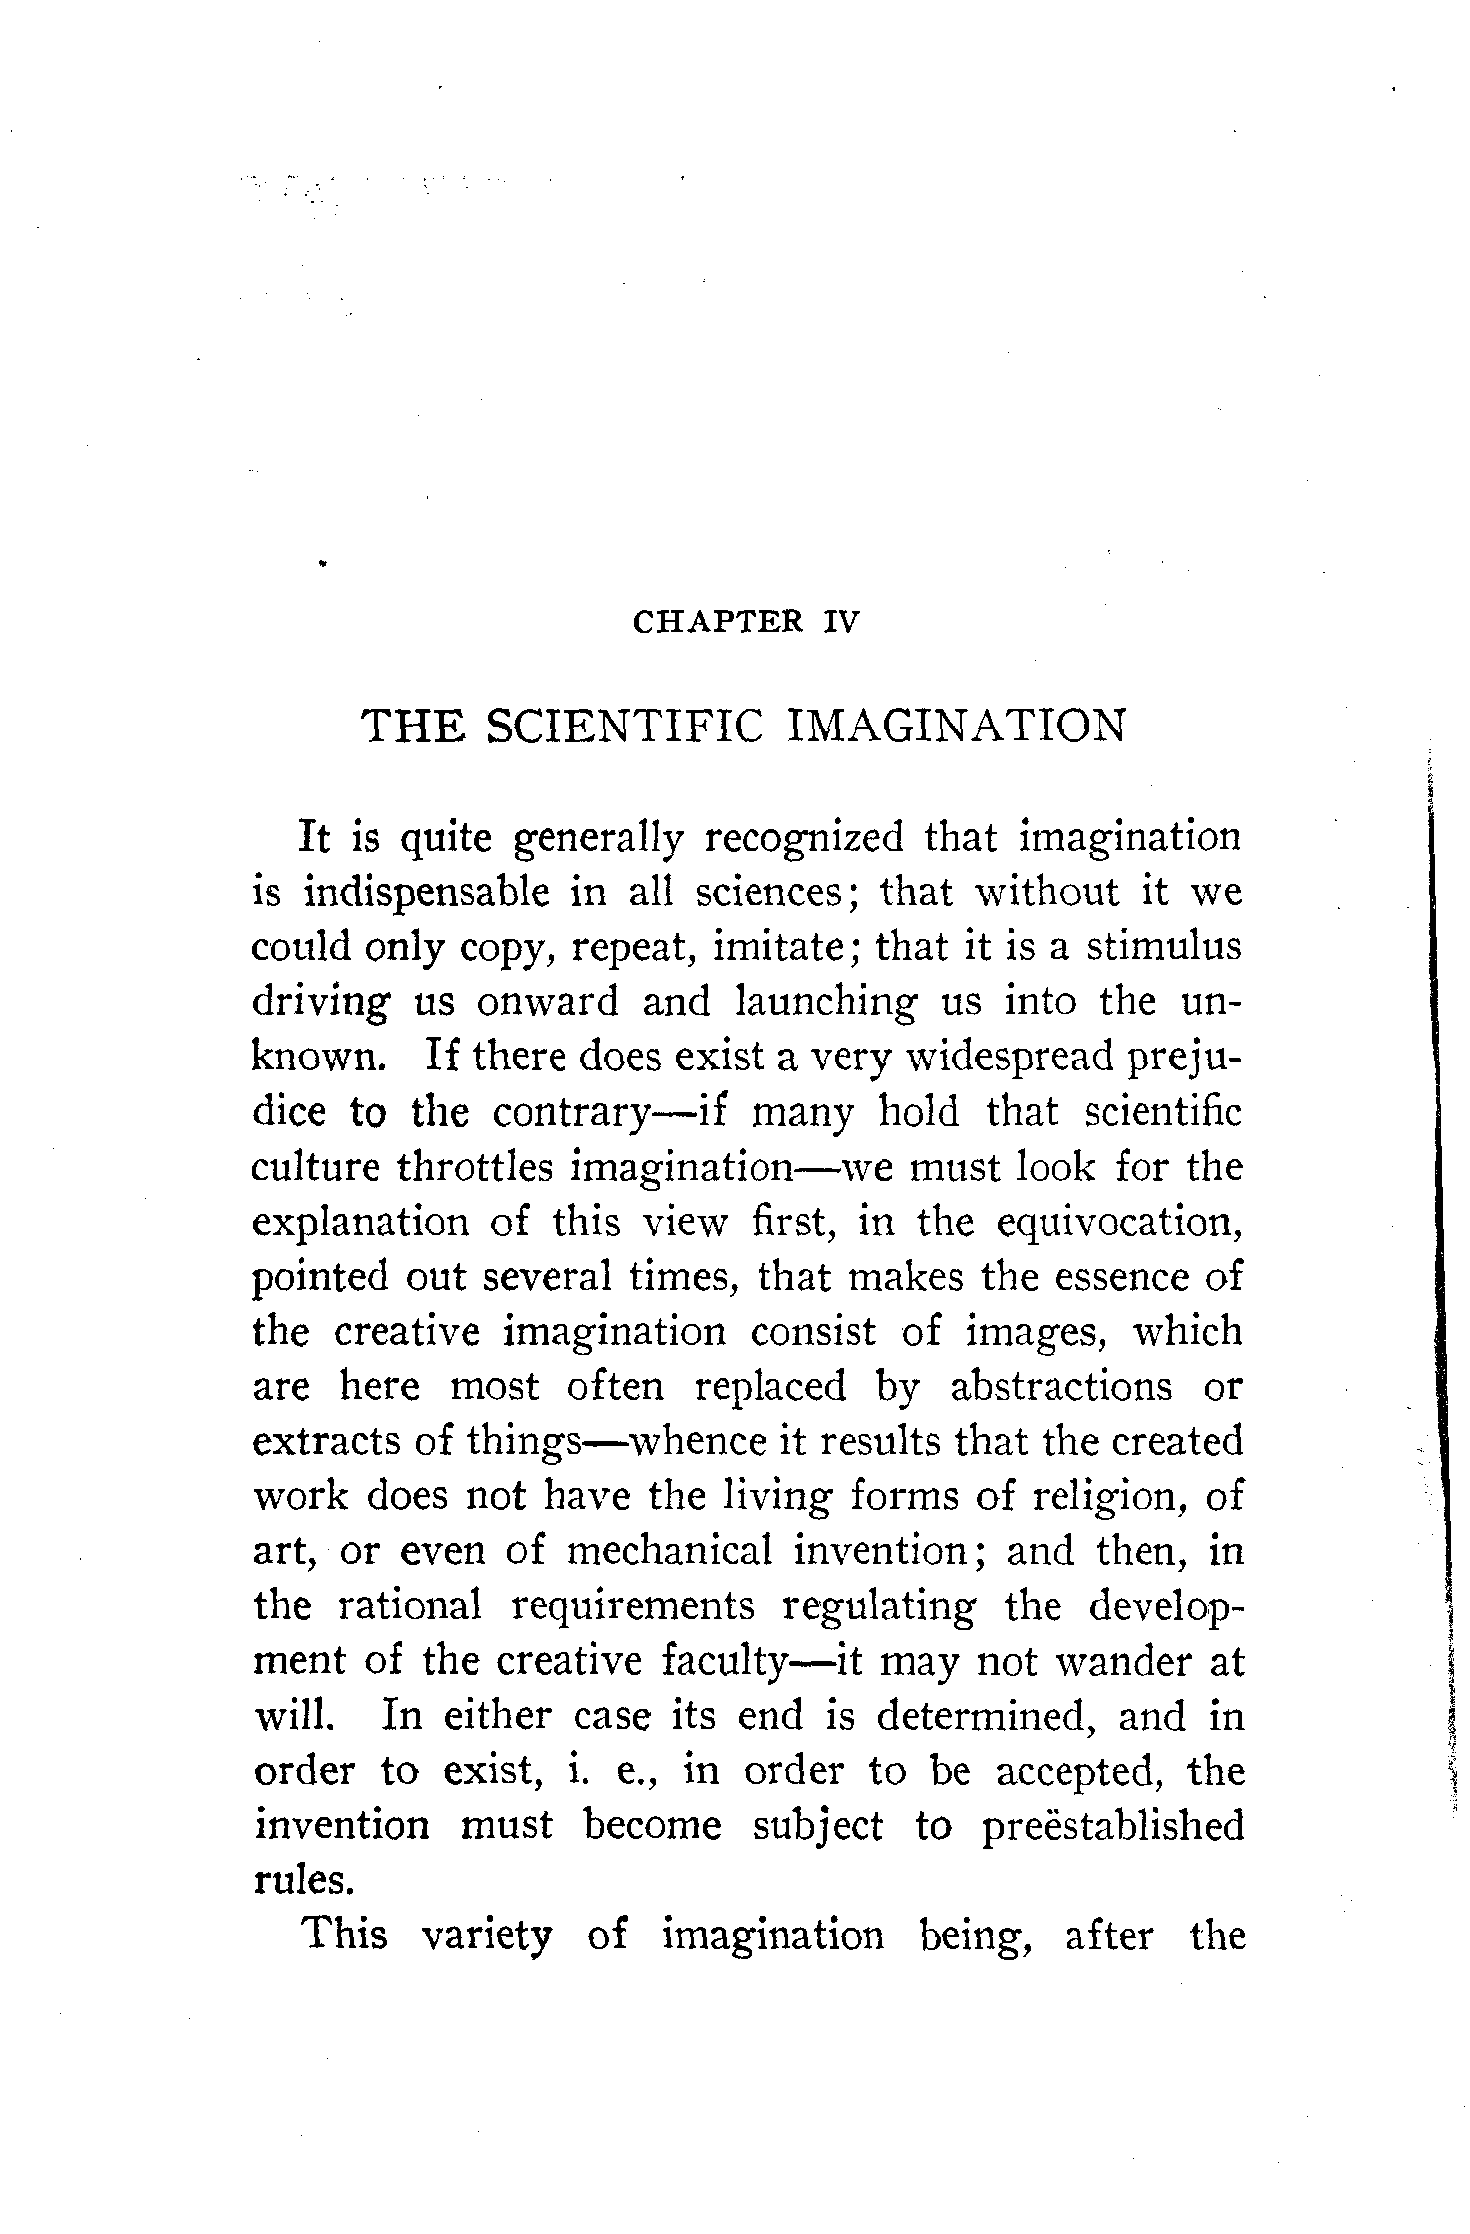 CHAPTER IV
THE SCIENTIFIC IMAGINATION
It is quite generally recognized that imagination
is indispensable in all sciences; that without it we
could only copy, repeat, imitate; that it is a stimulus
driving us onward and launching us into the un-
known. If there does exist a very widespread preju-
dice to the contrary—if many hold that scientific
culture throttles imagination—we must look for the
explanation of this view first, in the equivocation,
pointed out several times, that makes the essence of
the creative imagination consist of images, which
are here most often replaced by abstractions or
extracts of things—whence it results that the created
work does not have the living forms of religion, of
art, or even of mechanical invention; and then, in
the rational requirements regulating the develop-
ment of the creative faculty—it may not wander at
will. In either case its end is determined, and in
order to exist, i. e., in order to be accepted, the
invention must become subject to preëstablished
rules.
This variety of imagination being, after the